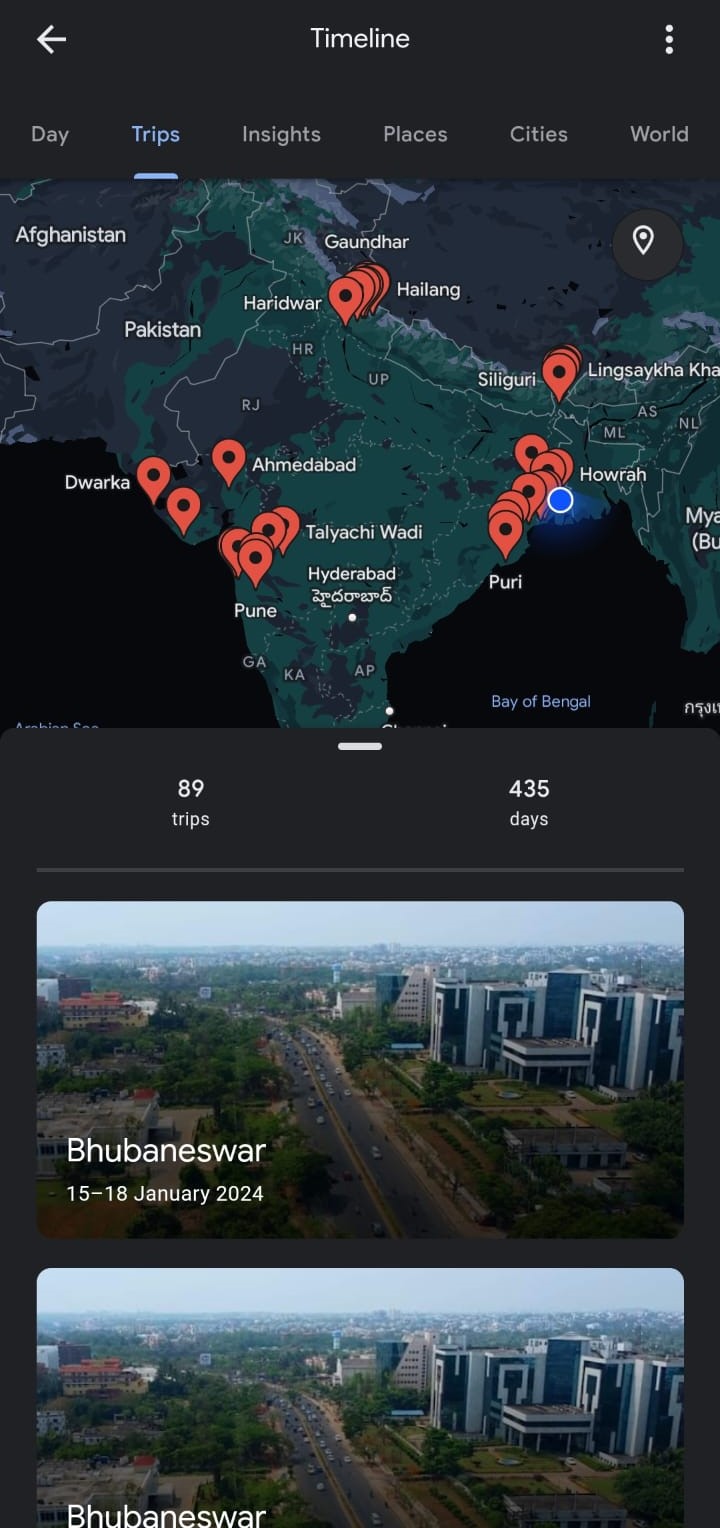 Timeline
Day
Trips
Insights
Places
Cities
World
Afghanistan
JK
Gaundhar
Haridwar
Hailang
Pakistan
HR
UP
Siliguri
Lingsaykha Kha
RJ
AS
NL
ML
Dwarka
Ahmedabad
Howrah
Talyachi Wadi
Mya
(Bu
Hyderabad
హైదరాబాద్
Pune
Puri
GA
KA
AP
Bay of Bengal
กรุงเท
Arabian Sea
Chennai
89
trips
435
days
Bhubaneswar
15–18 January 2024
Bhubaneswar